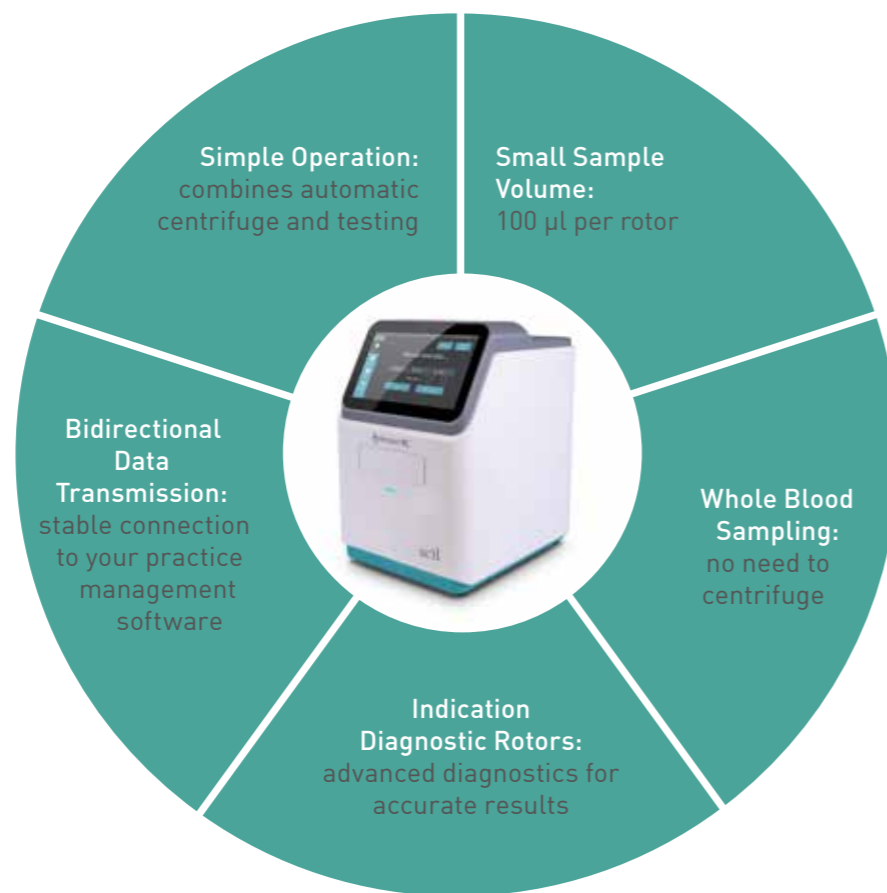 Simple Operation:
combines automatic
centrifuge and testing
Small Sample
Volume:
100 µl per rotor
Bidirectional
Data
Transmission:
stable connection
to your practice
management
software
Whole Blood
Sampling:
no need to
centrifuge
scil
Indication
Diagnostic Rotors:
advanced diagnostics for
accurate results